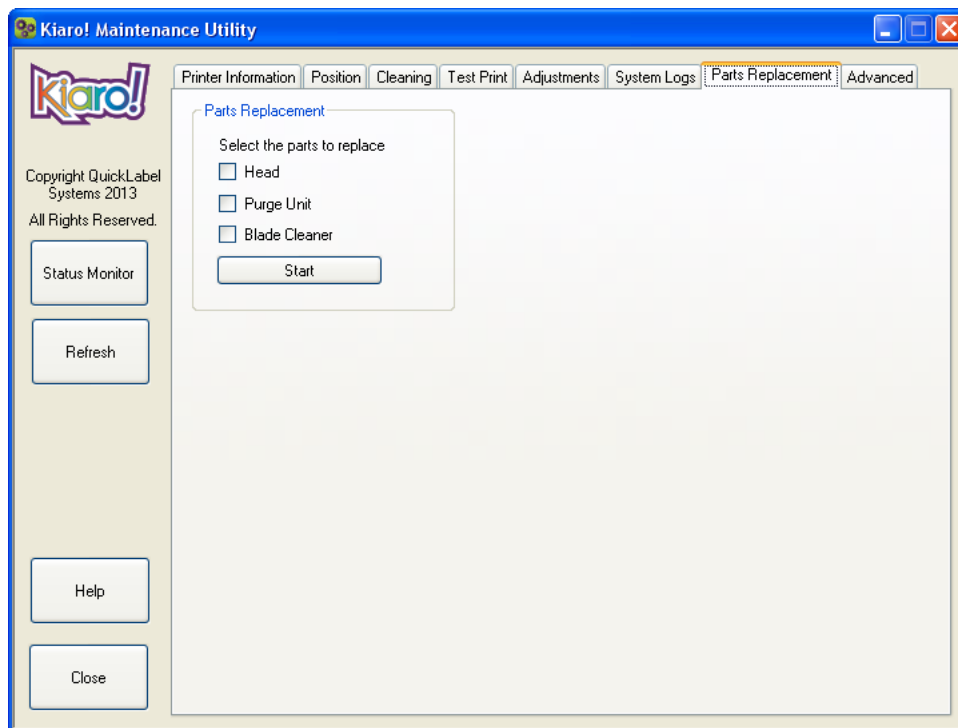 Kiaro! Maintenance Utility
Kiaro!
Printer Information Position Cleaning Test Print Adjustments System Logs Parts Replacement Advanced
Parts Replacement
Select the parts to replace
Head
Purge Unit
Blade Cleaner
Start
Copyright QuickLabel
Systems 2013
All Rights Reserved.
Status Monitor
Refresh
Help
Close